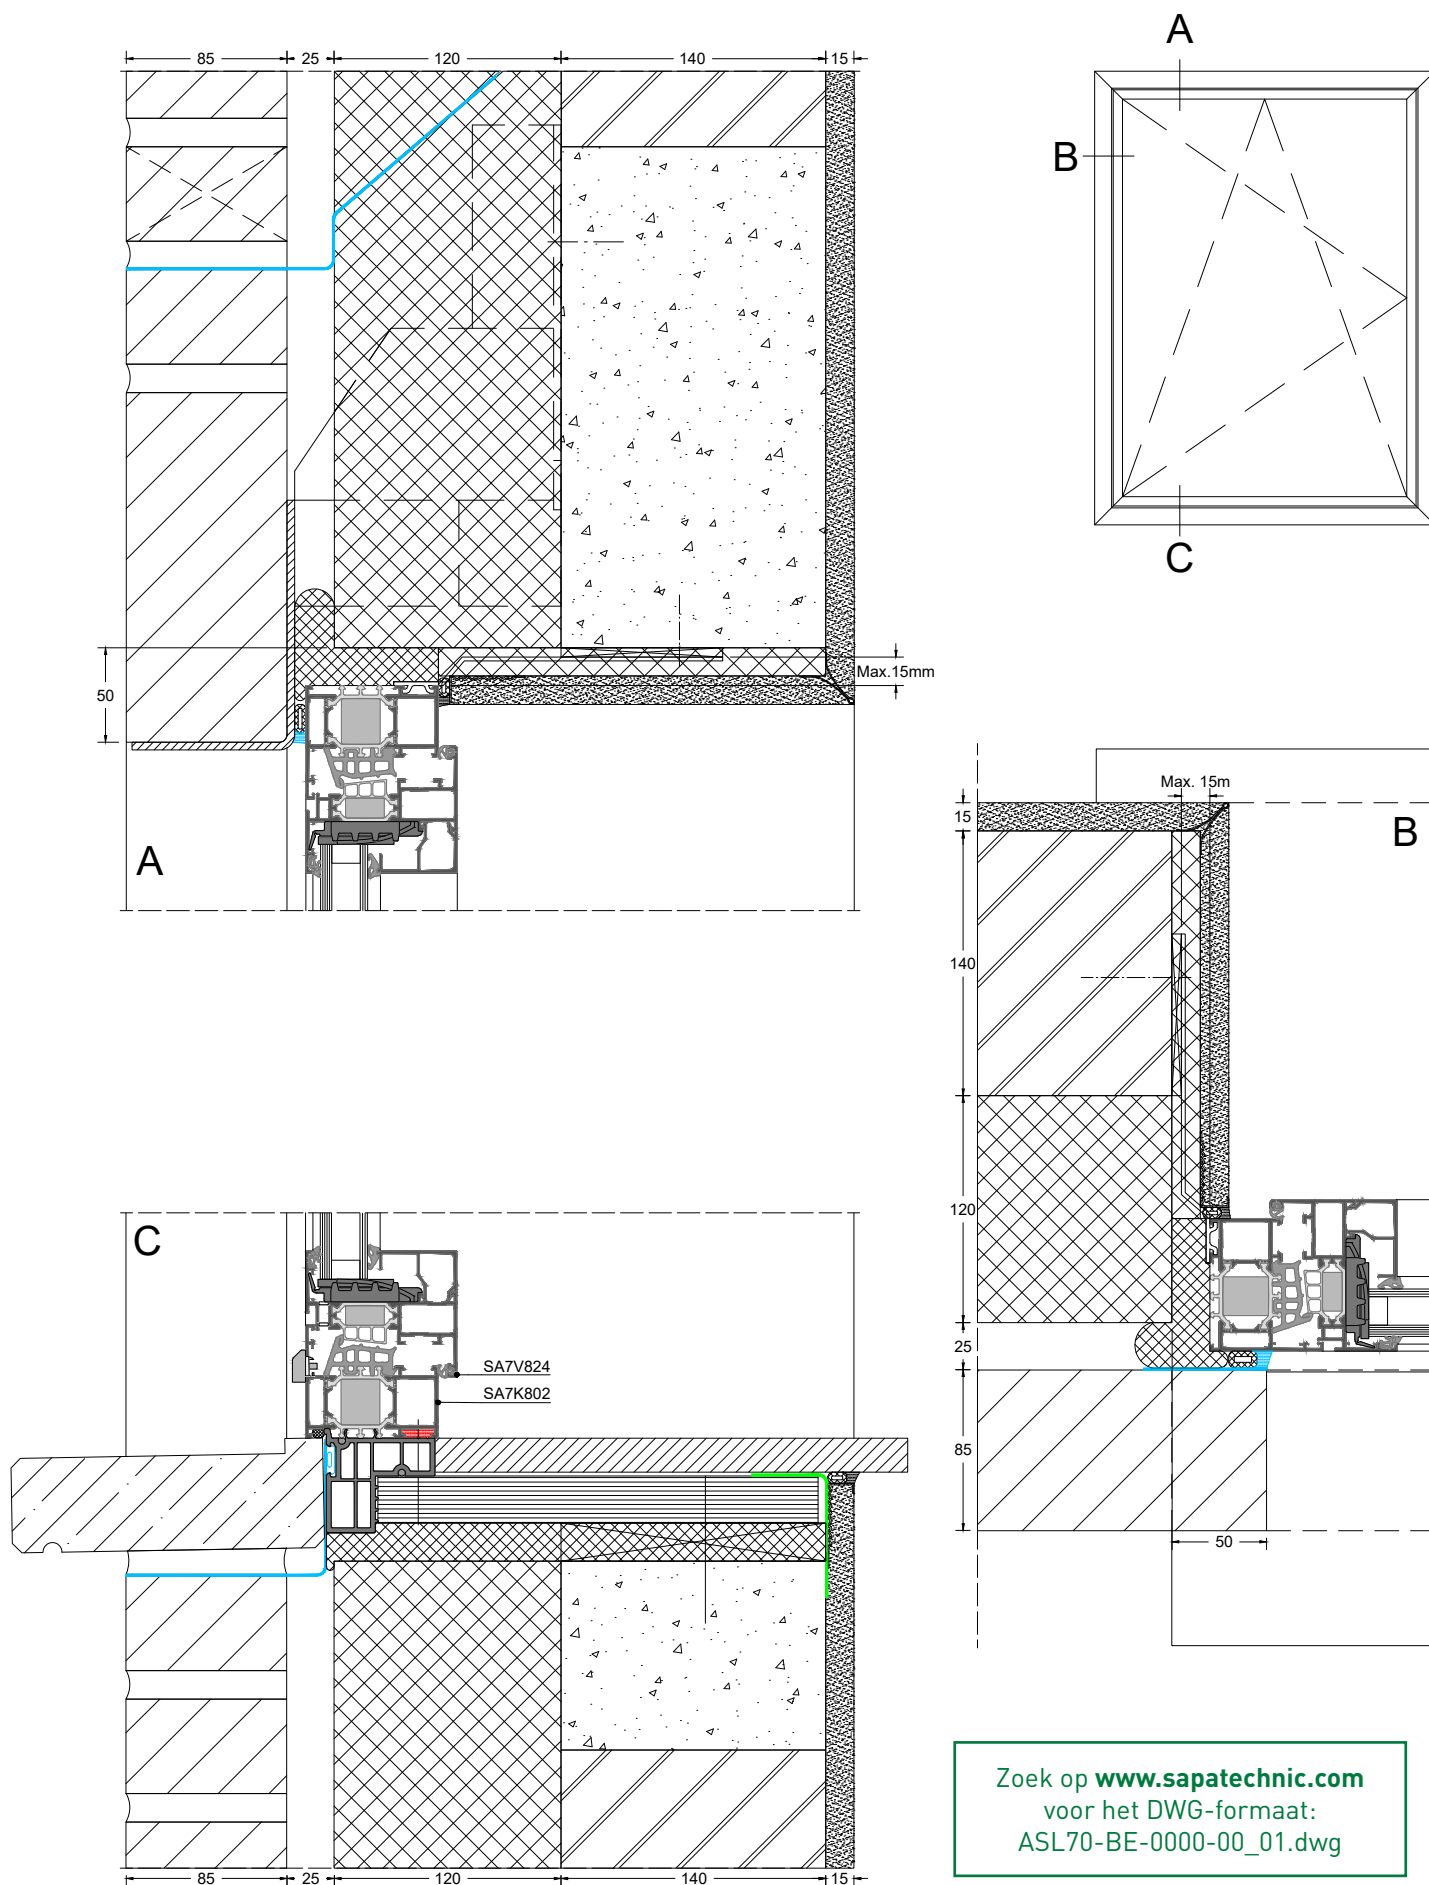 85 25 120 140 15
A
B
C
50
Max.15mm
A
Max. 15m
15
B
140
120
25
85
50
C
SA7V824
SA7K802
85 25 120 140 15
Zoek op www.sapatechnic.com
voor het DWG-formaat:
ASL70-BE-0000-00_01.dwg